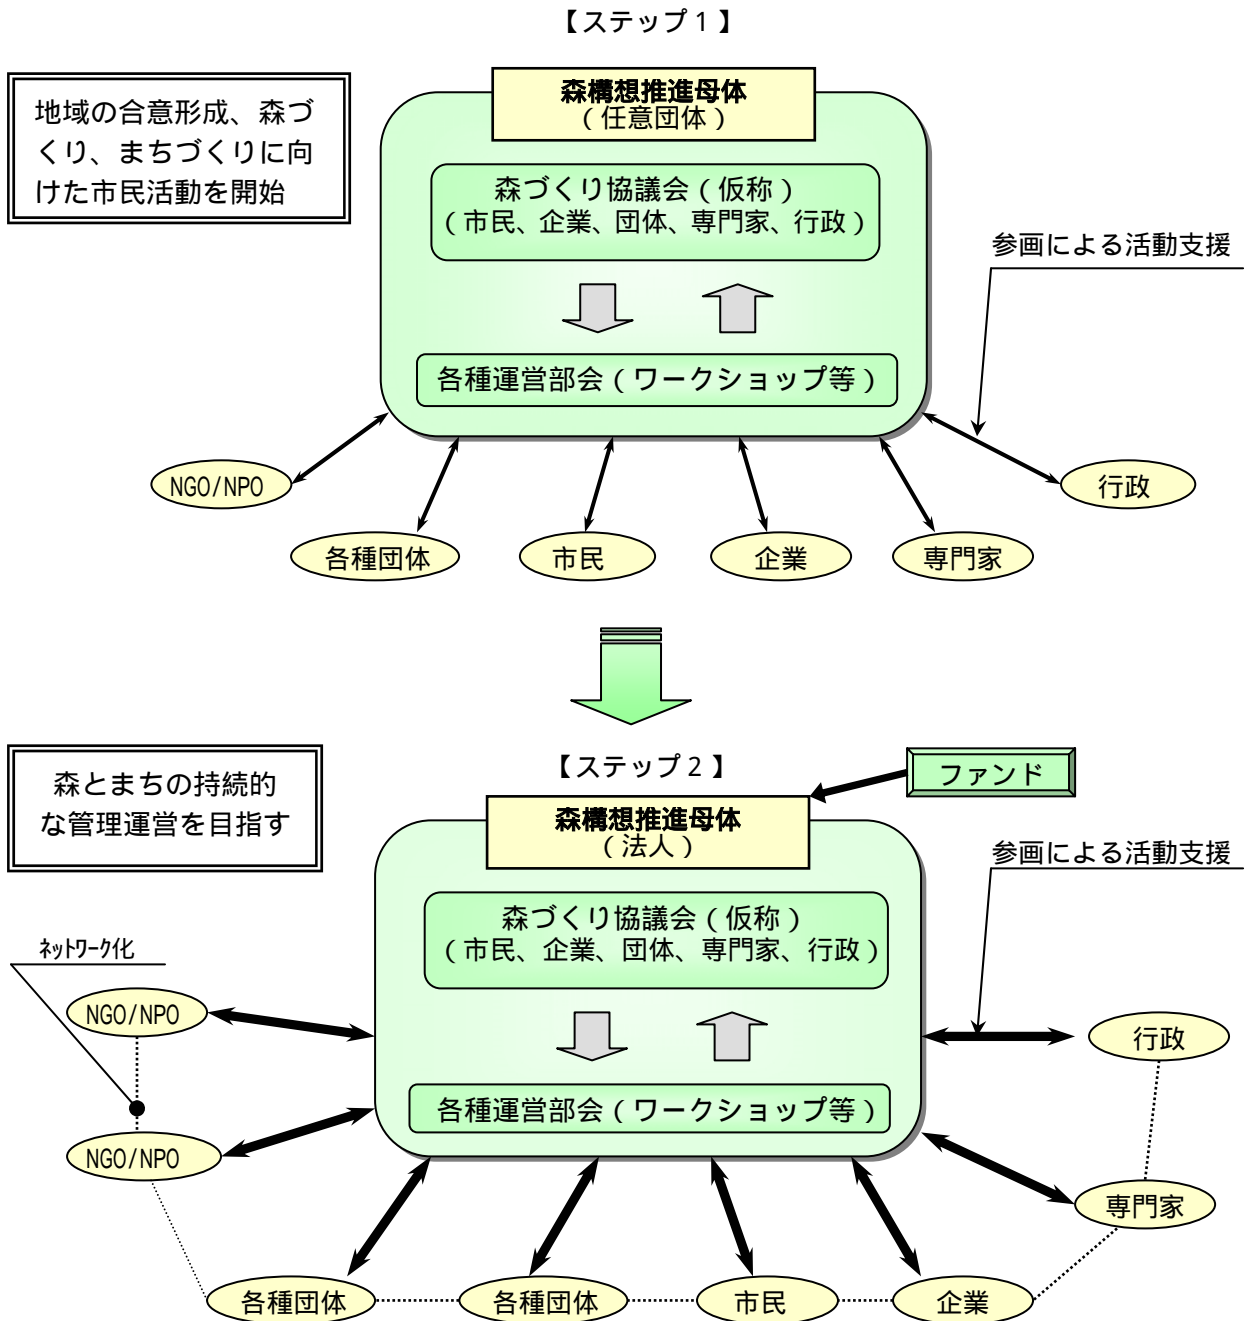 【ステップ1】
地域の合意形成、森づ
くり、まちづくりに向
けた市民活動を開始
森構想推進母体
(任意団体)
森づくり協議会(仮称)
(市民、企業、団体、専門家、行政)
参画による活動支援
各種運営部会(ワークショップ等)
NGO/NPO
行政
各種団体
市民
企業
専門家
森とまちの持続的
な管理運営を目指す
【ステップ2】
ファンド
森構想推進母体
(法人)
参画による活動支援
森づくり協議会(仮称)
(市民、企業、団体、専門家、行政)
ネットワーク化
NGO/NPO
行政
各種運営部会(ワークショップ等)
NGO/NPO
専門家
各種団体
各種団体
市民
企業